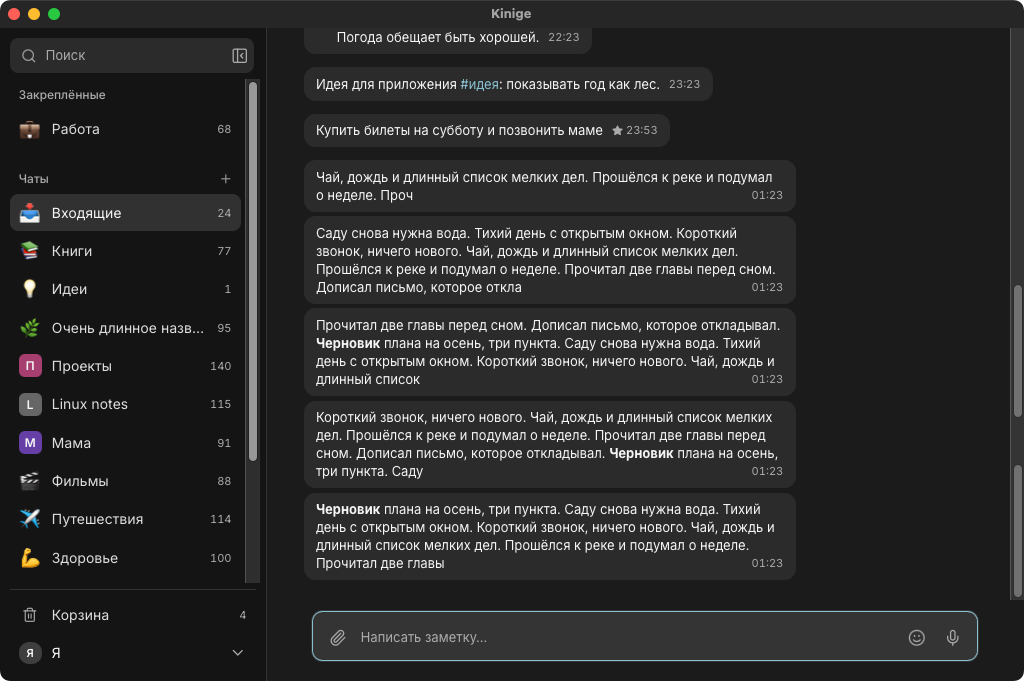 Kinige
Поиск
Закреплённые
Работа 68
Чаты +
Входящие 24
Книги 77
Идеи 1
Очень длинное назв... 95
П Проекты 140
L Linux notes 115
М Мама 91
Фильмы 88
Путешествия 114
Здоровье 100
Корзина 4
Я Я
Погода обещает быть хорошей. 22:23
Идея для приложения #идея: показывать год как лес. 23:23
Купить билеты на субботу и позвонить маме ★ 23:53
Чай, дождь и длинный список мелких дел. Прошёлся к реке и подумал
о неделе. Проч 01:23
Саду снова нужна вода. Тихий день с открытым окном. Короткий
звонок, ничего нового. Чай, дождь и длинный список мелких дел.
Прошёлся к реке и подумал о неделе. Прочитал две главы перед сном.
Дописал письмо, которое откла 01:23
Прочитал две главы перед сном. Дописал письмо, которое откладывал.
Черновик плана на осень, три пункта. Саду снова нужна вода. Тихий
день с открытым окном. Короткий звонок, ничего нового. Чай, дождь и
длинный список 01:23
Короткий звонок, ничего нового. Чай, дождь и длинный список мелких
дел. Прошёлся к реке и подумал о неделе. Прочитал две главы перед
сном. Дописал письмо, которое откладывал. Черновик плана на осень,
три пункта. Саду 01:23
Черновик плана на осень, три пункта. Саду снова нужна вода. Тихий
день с открытым окном. Короткий звонок, ничего нового. Чай, дождь и
длинный список мелких дел. Прошёлся к реке и подумал о неделе.
Прочитал две главы 01:23
Написать заметку...